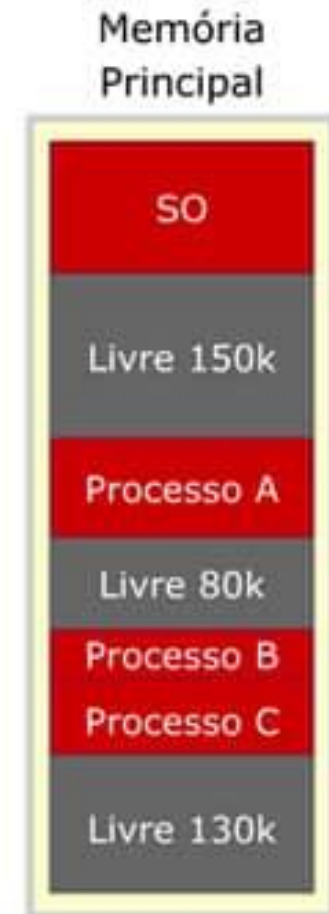 Memória
Principal
SO
Livre 150k
Processo A
Livre 80k
Processo B
Processo C
Livre 130k